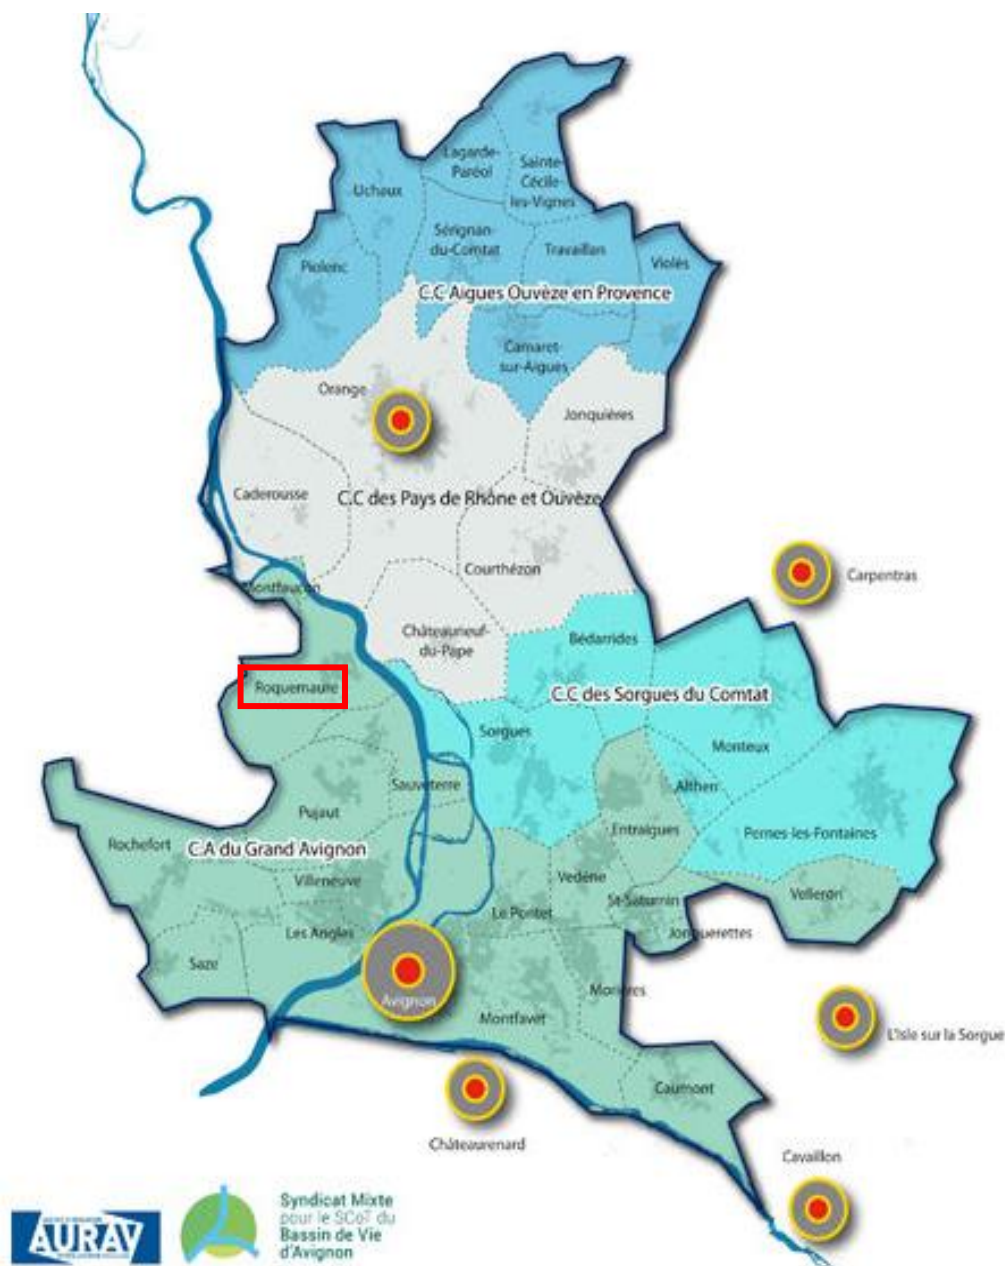 Lagarde-
Paréol
Sainte-
Cécile-
les-Vignes
Uchaux
Sérignan-
du-Comtat
Travaillan
Violès
Piolenc
C.C Aigues Ouvèze en Provence
Camaret-
sur-Aigues
Orange
Jonquières
Caderousse
C.C des Pays de Rhône et Ouvèze
Courthézon
Carpentras
Montfaucon
Châteauneuf-
du-Pape
Bédarrides
Roquemaure
C.C des Sorgues du Comtat
Sorgues
Monteux
Sauveterre
Althen
Pujaut
Entraigues
Pernes-les-Fontaines
Rochefort
C.A du Grand Avignon
Villeneuve
Vedène
Velleron
St-Saturnin
Le Pontet
Les Angles
Jonquerettes
Saze
Morières
Avignon
Montfavet
L'Isle sur la Sorgue
Caumont
Châteaurenard
Cavaillon
AURAV
Syndicat Mixte
pour le SCoT du
Bassin de Vie
d'Avignon